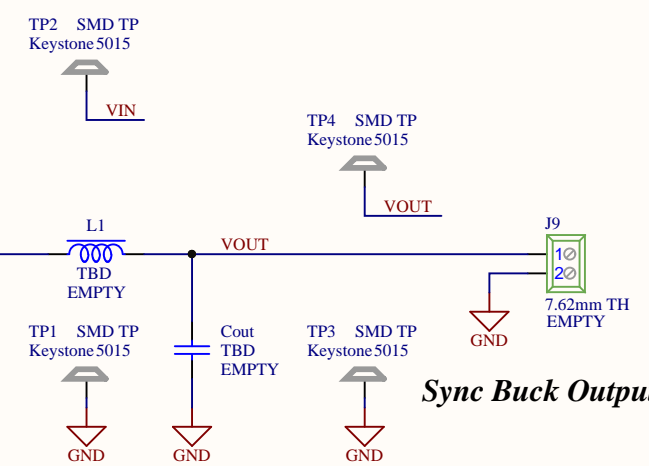 TP2 SMD TP
Keystone 5015
VIN
TP4 SMD TP
Keystone 5015
VOUT
L1
TBD
EMPTY
VOUT
J9
1
2
7.62mm TH
EMPTY
GND
TP1 SMD TP
Keystone 5015
GND
Cout
TBD
EMPTY
GND
TP3 SMD TP
Keystone 5015
GND
Sync Buck Outpu